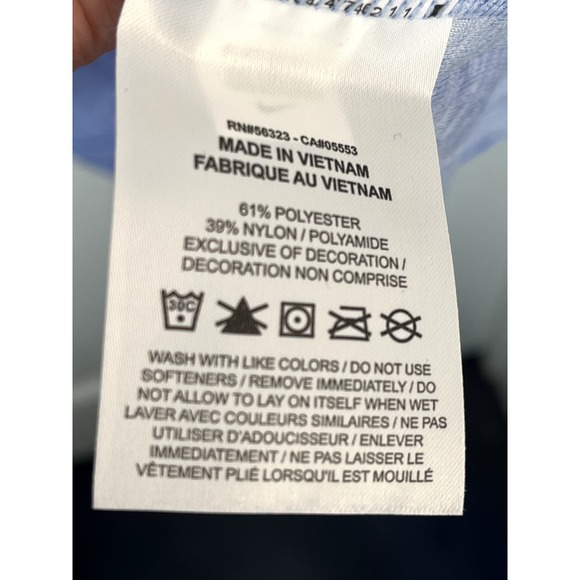 RN#56323 - CA#05553
MADE IN VIETNAM
FABRIQUE AU VIETNAM
61% POLYESTER
39% NYLON / POLYAMIDE
EXCLUSIVE OF DECORATION /
DECORATION NON COMPRISE
30C
WASH WITH LIKE COLORS / DO NOT USE
SOFTENERS / REMOVE IMMEDIATELY / DO
NOT ALLOW TO LAY ON ITSELF WHEN WET
LAVER AVEC COULEURS SIMILAIRES / NE PAS
UTILISER D'ADOUCISSEUR / ENLEVER
IMMEDIATEMENT / NE PAS LAISSER LE
VÊTEMENT PLIÉ LORSQU'IL EST MOUILLÉ